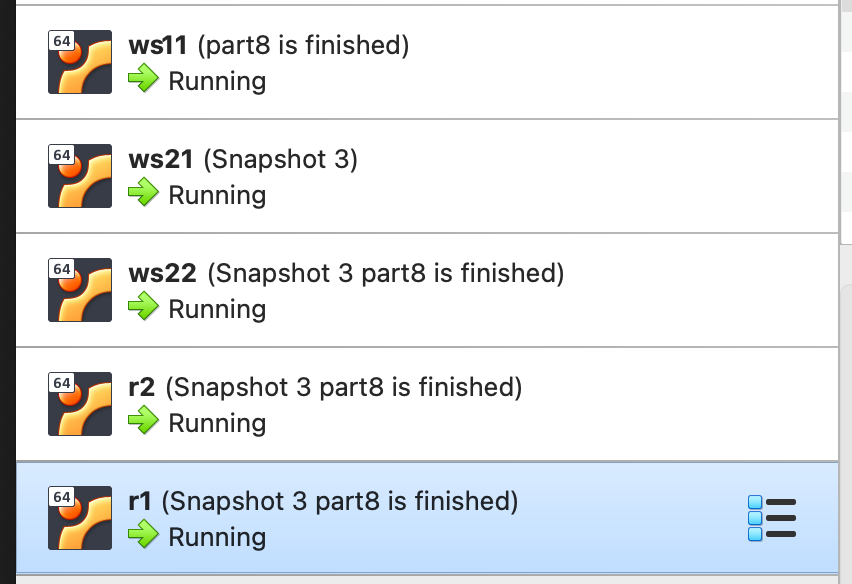 64
ws11 (part8 is finished)
Running
64
ws21 (Snapshot 3)
Running
64
ws22 (Snapshot 3 part8 is finished)
Running
64
r2 (Snapshot 3 part8 is finished)
Running
64
r1 (Snapshot 3 part8 is finished)
Running